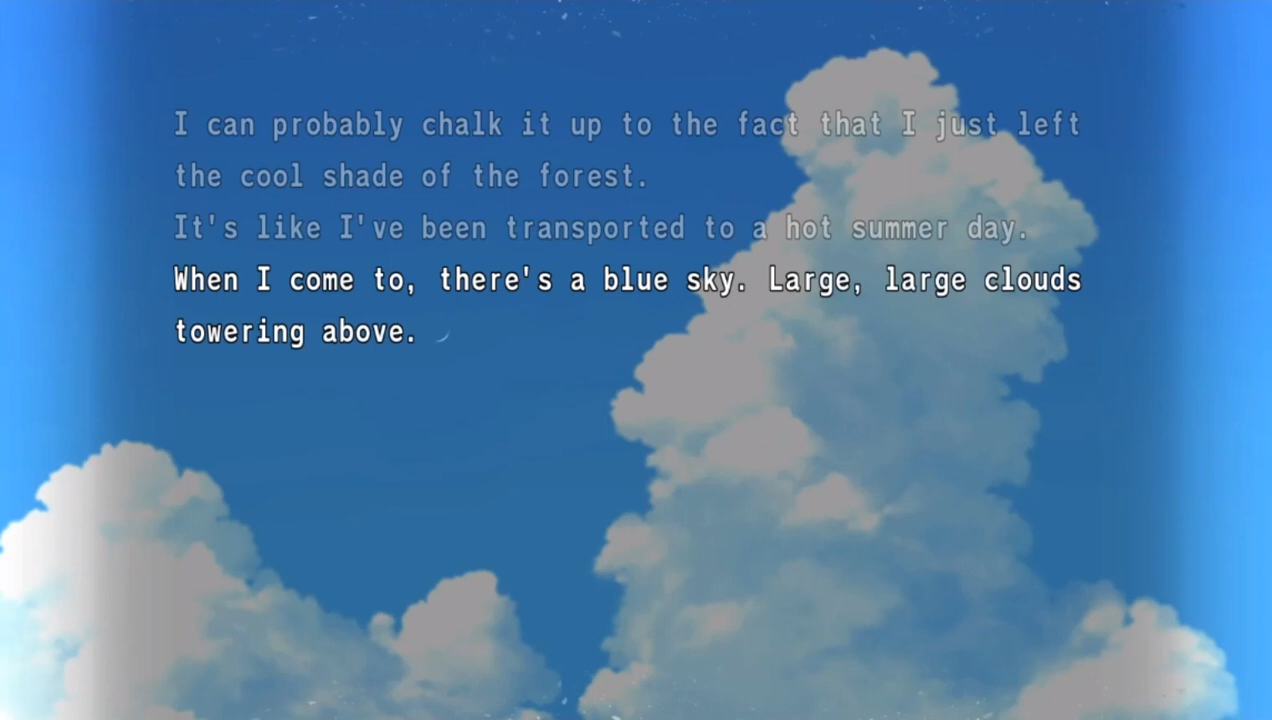 I can probably chalk it up to the fact that I just left
the cool shade of the forest.
It's like I've been transported to a hot summer day.
When I come to, there's a blue sky. Large, large clouds
towering above.